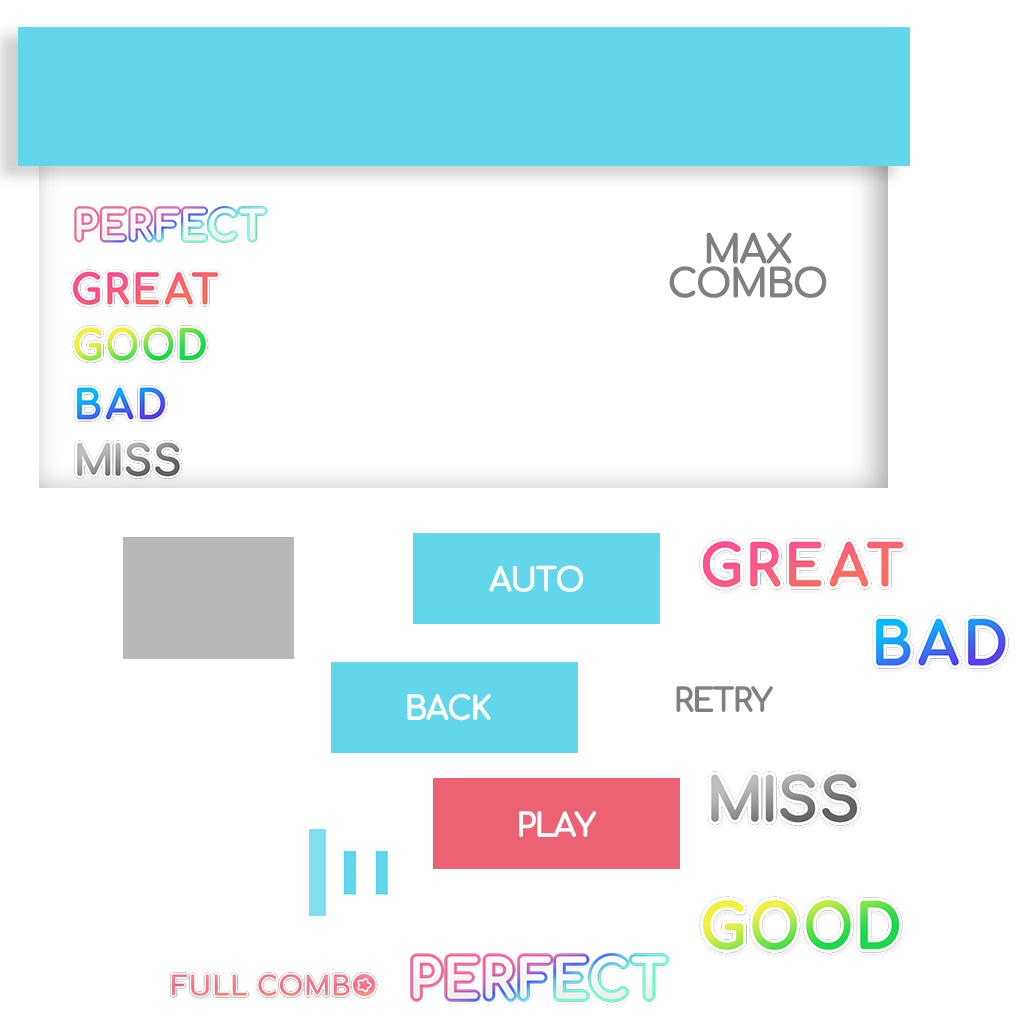 PERFECT
MAX
COMBO
GREAT
GOOD
BAD
MISS
AUTO
GREAT
BAD
BACK
RETRY
MISS
PLAY
GOOD
PERFECT
FULL COMBO